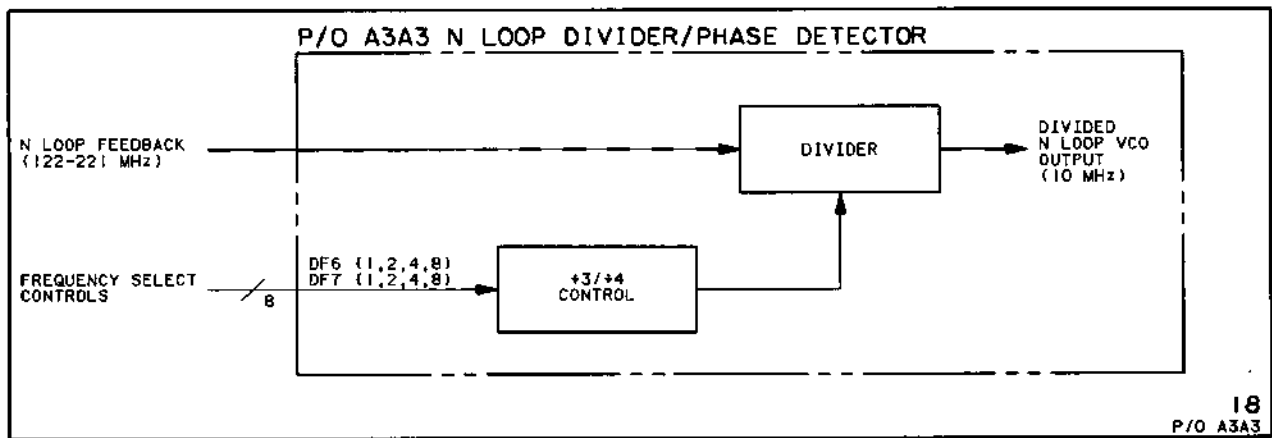 P/O A3A3 N LOOP DIVIDER/PHASE DETECTOR
N LOOP FEEDBACK
(122-221 MHz)
DIVIDER
DIVIDED
N LOOP VCO
OUTPUT
(10 MHz)
FREQUENCY SELECT
CONTROLS
8
DF6 (1,2,4,8)
DF7 (1,2,4,8)
÷3/÷4
CONTROL
18
P/O A3A3